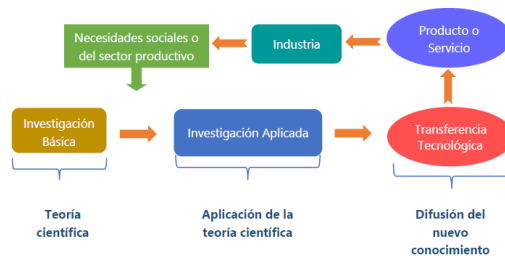 Necesidades sociales o
del sector productivo
Industria
Producto o
Servicio
Investigación
Básica
Investigación Aplicada
Transferencia
Tecnológica
Teoría
científica
Aplicación de la
teoría científica
Difusión del
nuevo
conocimiento